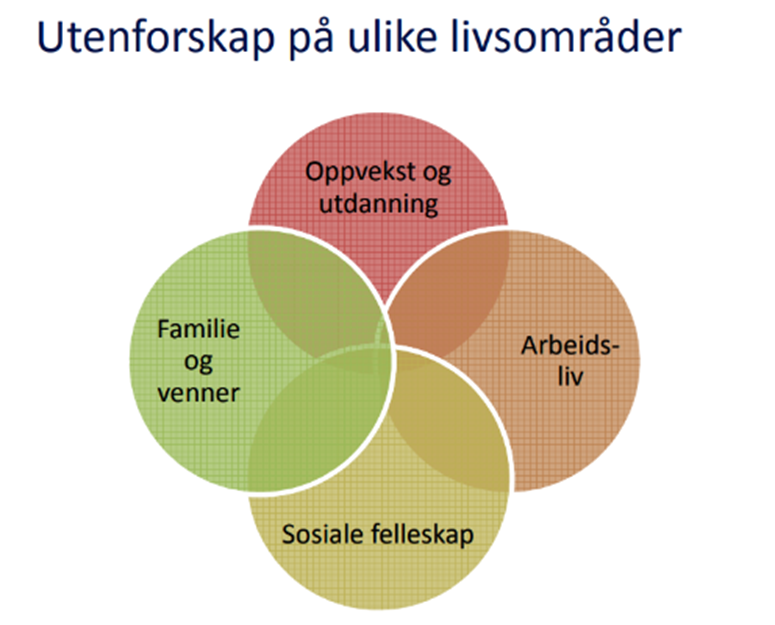 Utenforskap på ulike livsområder
Oppvekst og
utdanning
Familie
og
venner
Arbeids-
liv
Sosiale felleskap